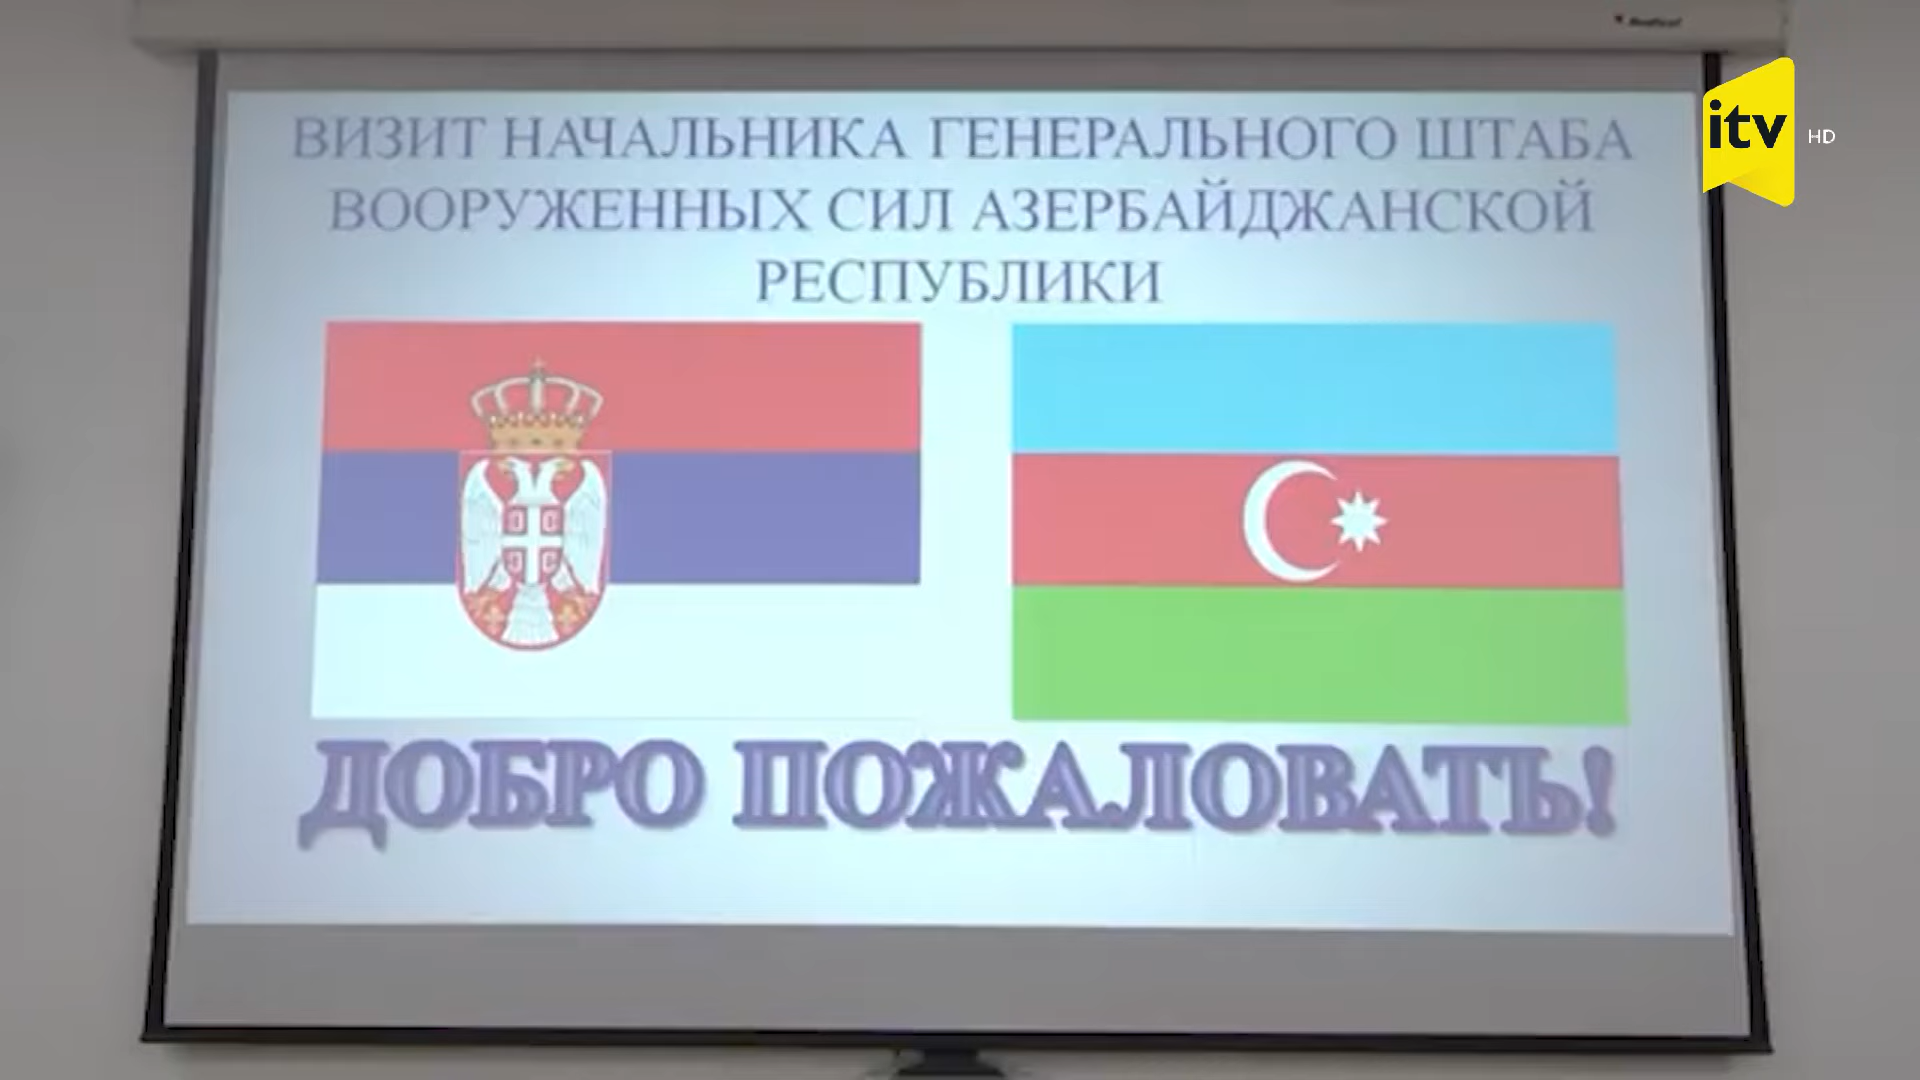 ВИЗИТ НАЧАЛЬНИКА ГЕНЕРАЛЬНОГО ШТАБА
ВООРУЖЕННЫХ СИЛ АЗЕРБАЙДЖАНСКОЙ
РЕСПУБЛИКИ
ДОБРО ПОЖАЛОВАТЬ!
itv HD